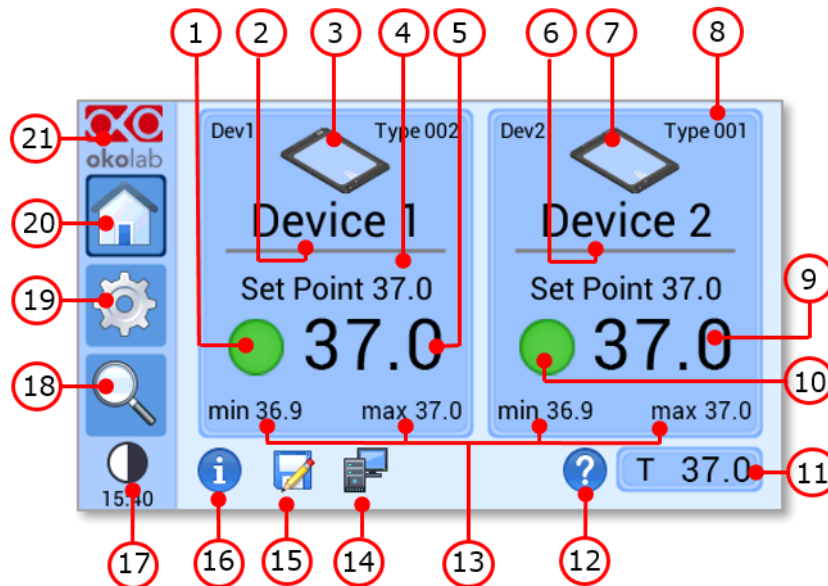 1 2 3 4 5 6 7 8
Dev1 Type 002 Dev2 Type 001
21 okolab
Device 1 Device 2
20
Set Point 37.0 Set Point 37.0
19 9
37.0 37.0
18 10
min 36.9 max 37.0 min 36.9 max 37.0
i ? T 37.0 11
15:40
17 16 15 14 13 12